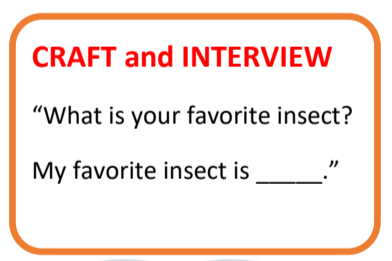 CRAFT and INTERVIEW
“What is your favorite insect?
My favorite insect is _____.”